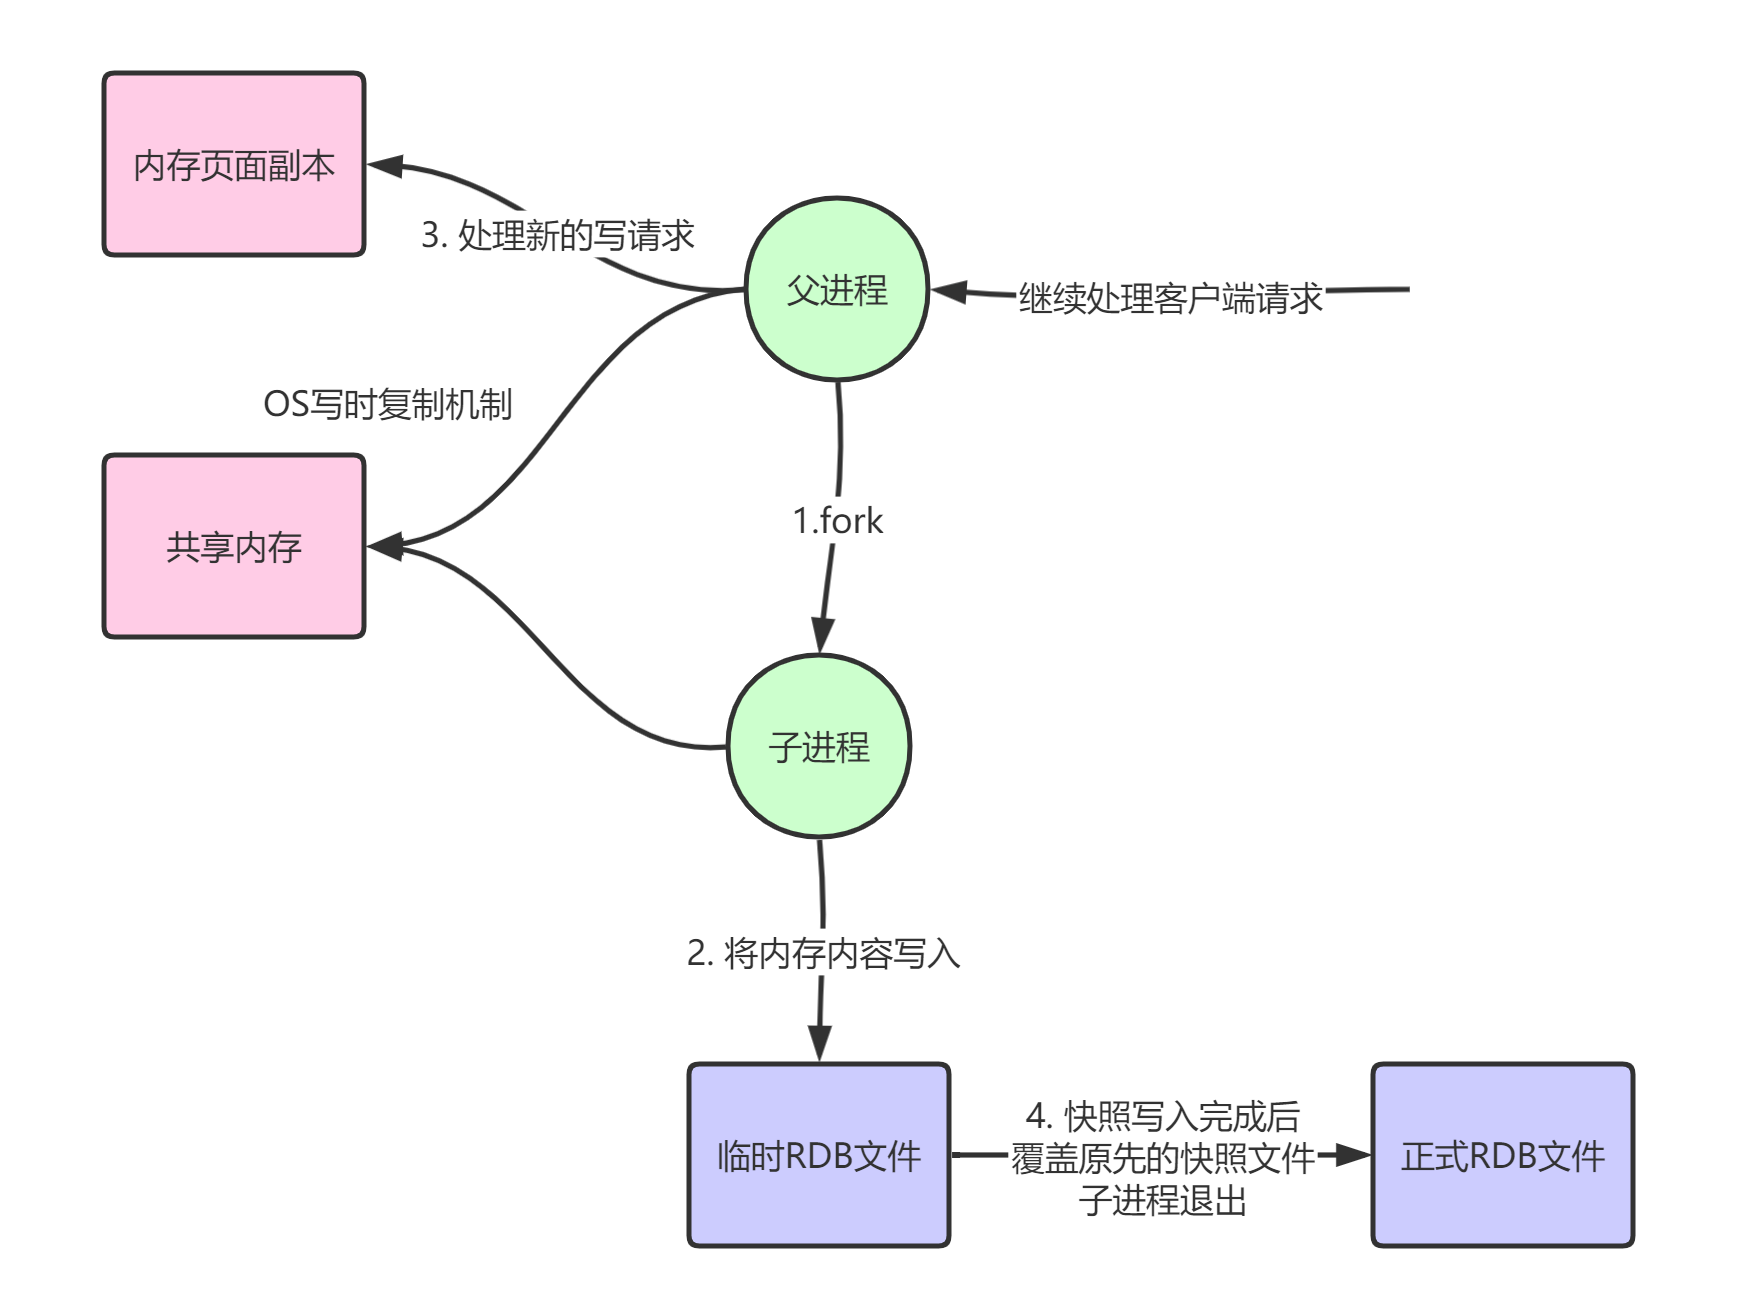 内存页面副本
3. 处理新的写请求
父进程
继续处理客户端请求
OS写时复制机制
共享内存
1.fork
子进程
2. 将内存内容写入
临时RDB文件
4. 快照写入完成后
覆盖原先的快照文件
子进程退出
正式RDB文件